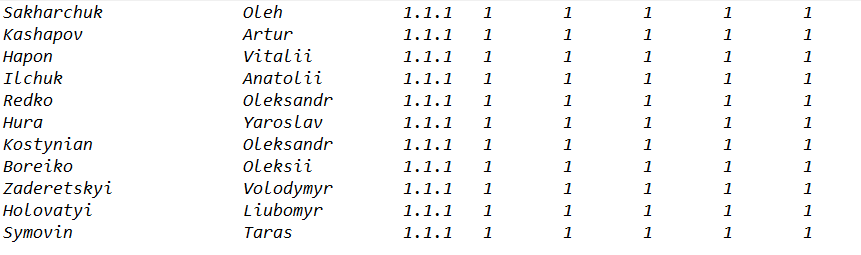 Sakharchuk Oleh 1.1.1 1 1 1 1 1
Kashapov Artur 1.1.1 1 1 1 1 1
Hapon Vitalii 1.1.1 1 1 1 1 1
Ilchuk Anatolii 1.1.1 1 1 1 1 1
Redko Oleksandr 1.1.1 1 1 1 1 1
Hura Yaroslav 1.1.1 1 1 1 1 1
Kostynian Oleksandr 1.1.1 1 1 1 1 1
Boreiko Oleksii 1.1.1 1 1 1 1 1
Zaderetskyi Volodymyr 1.1.1 1 1 1 1 1
Holovatyi Liubomyr 1.1.1 1 1 1 1 1
Symovin Taras 1.1.1 1 1 1 1 1